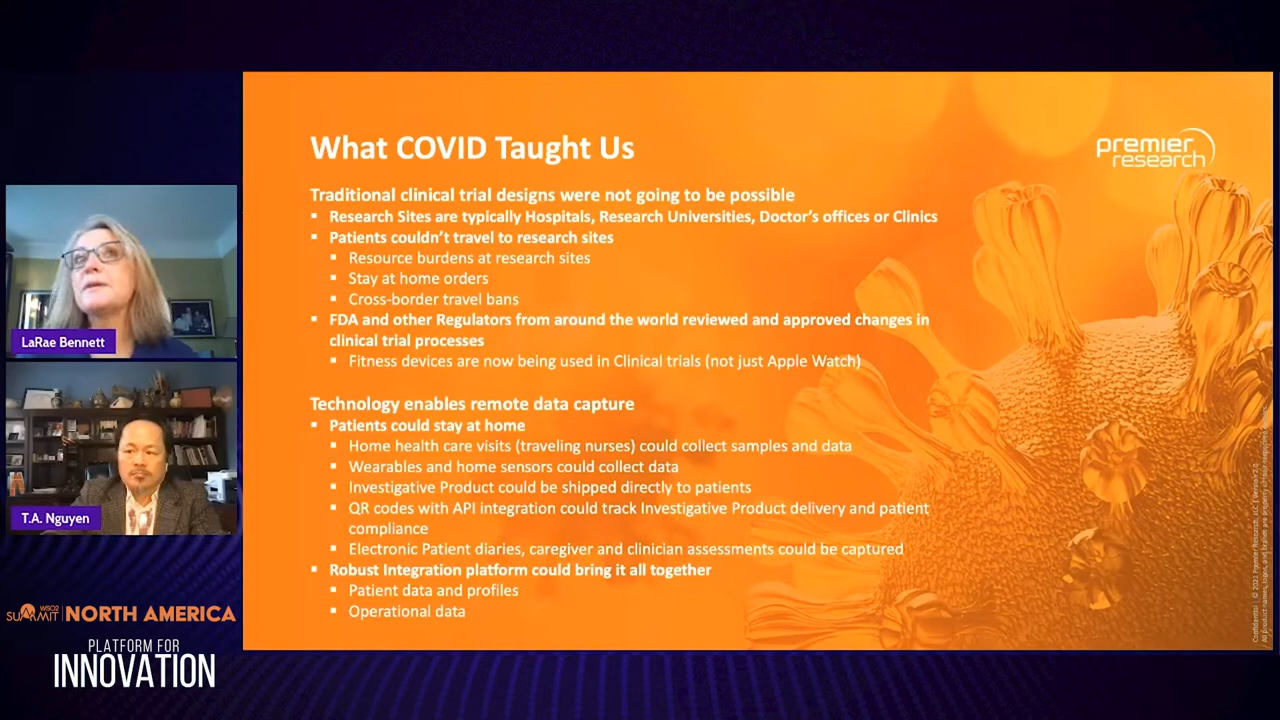 What COVID Taught Us
premier
research
Traditional clinical trial designs were not going to be possible
▪ Research Sites are typically Hospitals, Research Universities, Doctor’s offices or Clinics
▪ Patients couldn’t travel to research sites
▪ Resource burdens at research sites
▪ Stay at home orders
▪ Cross-border travel bans
▪ FDA and other Regulators from around the world reviewed and approved changes in
clinical trial processes
▪ Fitness devices are now being used in Clinical trials (not just Apple Watch)
Technology enables remote data capture
▪ Patients could stay at home
▪ Home health care visits (traveling nurses) could collect samples and data
▪ Wearables and home sensors could collect data
▪ Investigative Product could be shipped directly to patients
▪ QR codes with API integration could track Investigative Product delivery and patient
compliance
▪ Electronic Patient diaries, caregiver and clinician assessments could be captured
▪ Robust Integration platform could bring it all together
▪ Patient data and profiles
▪ Operational data
LaRae Bennett
T.A. Nguyen
WSO2
SUMMIT NORTH AMERICA
PLATFORM FOR
INNOVATION
Confidential © 2021 Premier Research, LLC